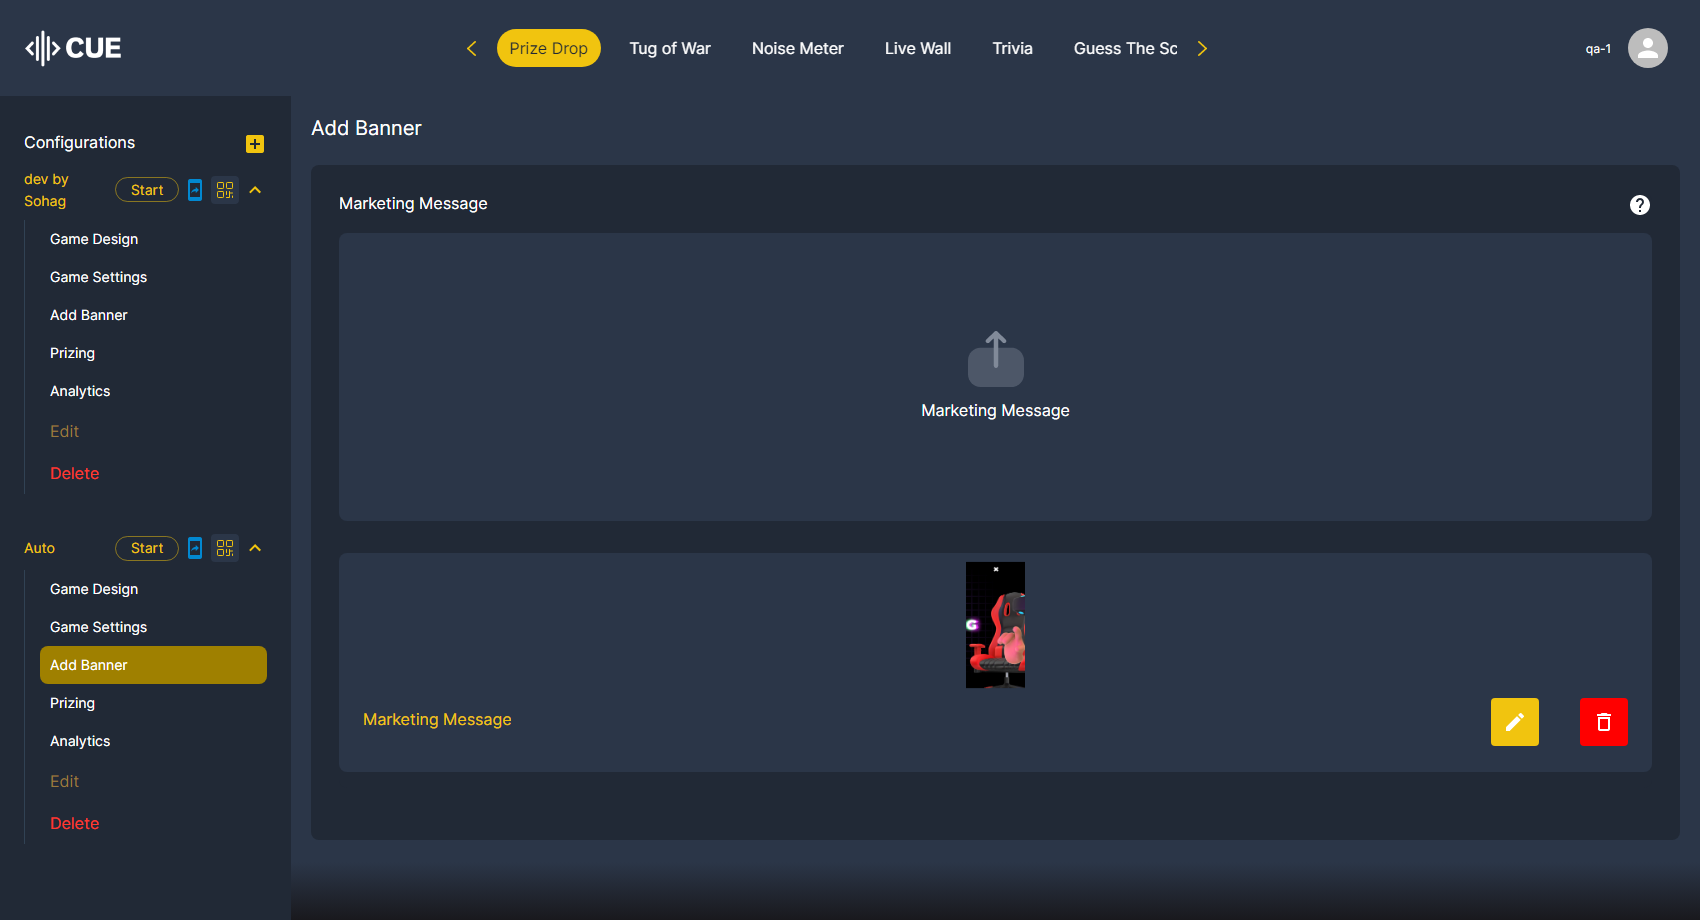 CUE
Prize Drop
Tug of War
Noise Meter
Live Wall
Trivia
Guess The Sc
qa-1
Configurations
dev by
Sohag
Start
Game Design
Game Settings
Add Banner
Prizing
Analytics
Edit
Delete
Auto
Start
Game Design
Game Settings
Add Banner
Prizing
Analytics
Edit
Delete
Add Banner
Marketing Message
Marketing Message
G
Marketing Message